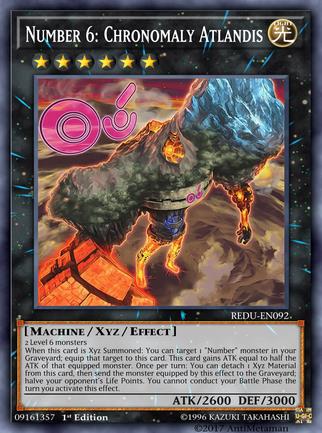 NUMBER 6: CHRONOMALY ATLANDIS
LIGHT
光
06
06
REDU-EN092
[MACHINE / XYZ / EFFECT]
2 Level 6 monsters
When this card is Xyz Summoned: You can target 1 "Number" monster in your
Graveyard; equip that target to this card. This card gains ATK equal to half the
ATK of that equipped monster. Once per turn: You can detach 1 Xyz Material
from this card, then send the monster equipped by this effect to the Graveyard;
halve your opponent's Life Points. You cannot conduct your Battle Phase the
turn you activate this effect.
ATK/2600 DEF/3000
09161357 1st Edition ©1996 KAZUKI TAKAHASHI
©2017 AntiMetaman